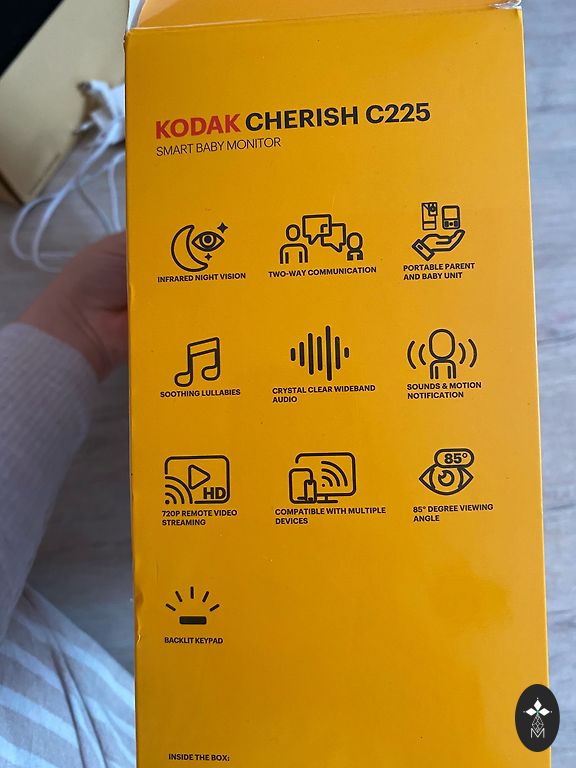 KODAK CHERISH C225
SMART BABY MONITOR
INFRARED NIGHT VISION
TWO-WAY COMMUNICATION
PORTABLE PARENT
AND BABY UNIT
SOOTHING LULLABIES
CRYSTAL CLEAR WIDEBAND
AUDIO
SOUNDS & MOTION
NOTIFICATION
HD
720P REMOTE VIDEO
STREAMING
COMPATIBLE WITH MULTIPLE
DEVICES
85°
85° DEGREE VIEWING
ANGLE
BACKLIT KEYPAD
INSIDE THE BOX:
M